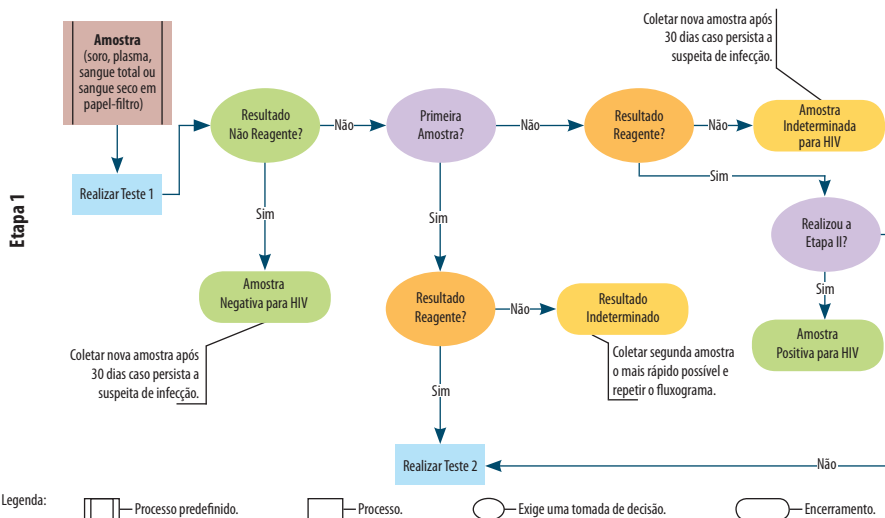 Etapa 1
Amostra
(soro, plasma,
sangue total ou
sangue seco em
papel-filtro)
Realizar Teste 1
Resultado
Não Reagente?
Não
Primeira
Amostra?
Não
Resultado
Reagente?
Não
Amostra
Indeterminada
para HIV
Coletar nova amostra após
30 dias caso persista a
suspeita de infecção.
Sim
Sim
Sim
Realizou a
Etapa II?
Sim
Amostra
Positiva para HIV
Amostra
Negativa para HIV
Coletar nova amostra após
30 dias caso persista a
suspeita de infecção.
Resultado
Reagente?
Não
Resultado
Indeterminado
Coletar segunda amostra
o mais rápido possível e
repetir o fluxograma.
Sim
Realizar Teste 2
Não
Legenda:
Processo predefinido.
Processo.
Exige uma tomada de decisão.
Encerramento.